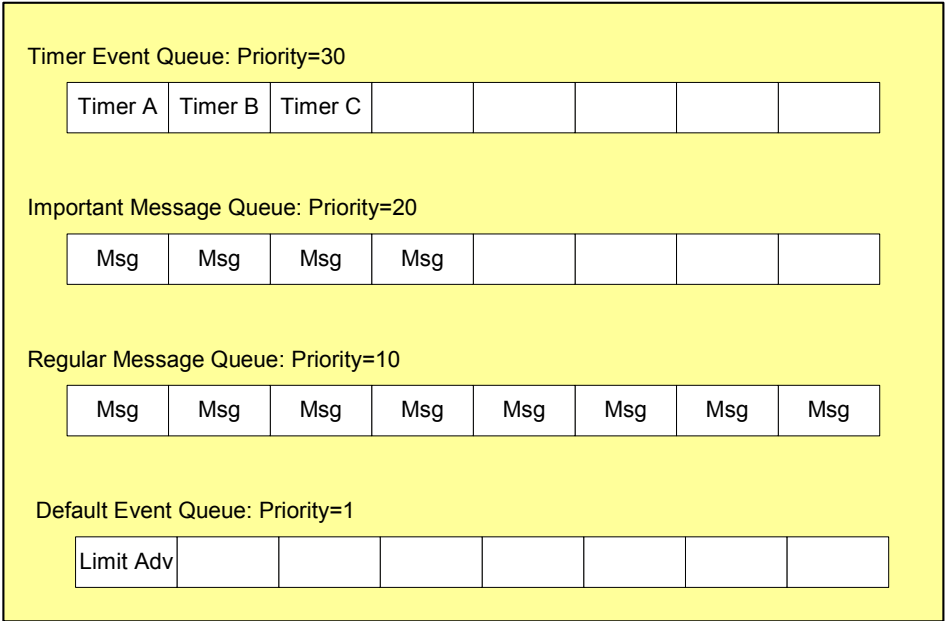 Timer Event Queue: Priority=30
Timer A Timer B Timer C
Important Message Queue: Priority=20
Msg Msg Msg Msg
Regular Message Queue: Priority=10
Msg Msg Msg Msg Msg Msg Msg Msg
Default Event Queue: Priority=1
Limit Adv